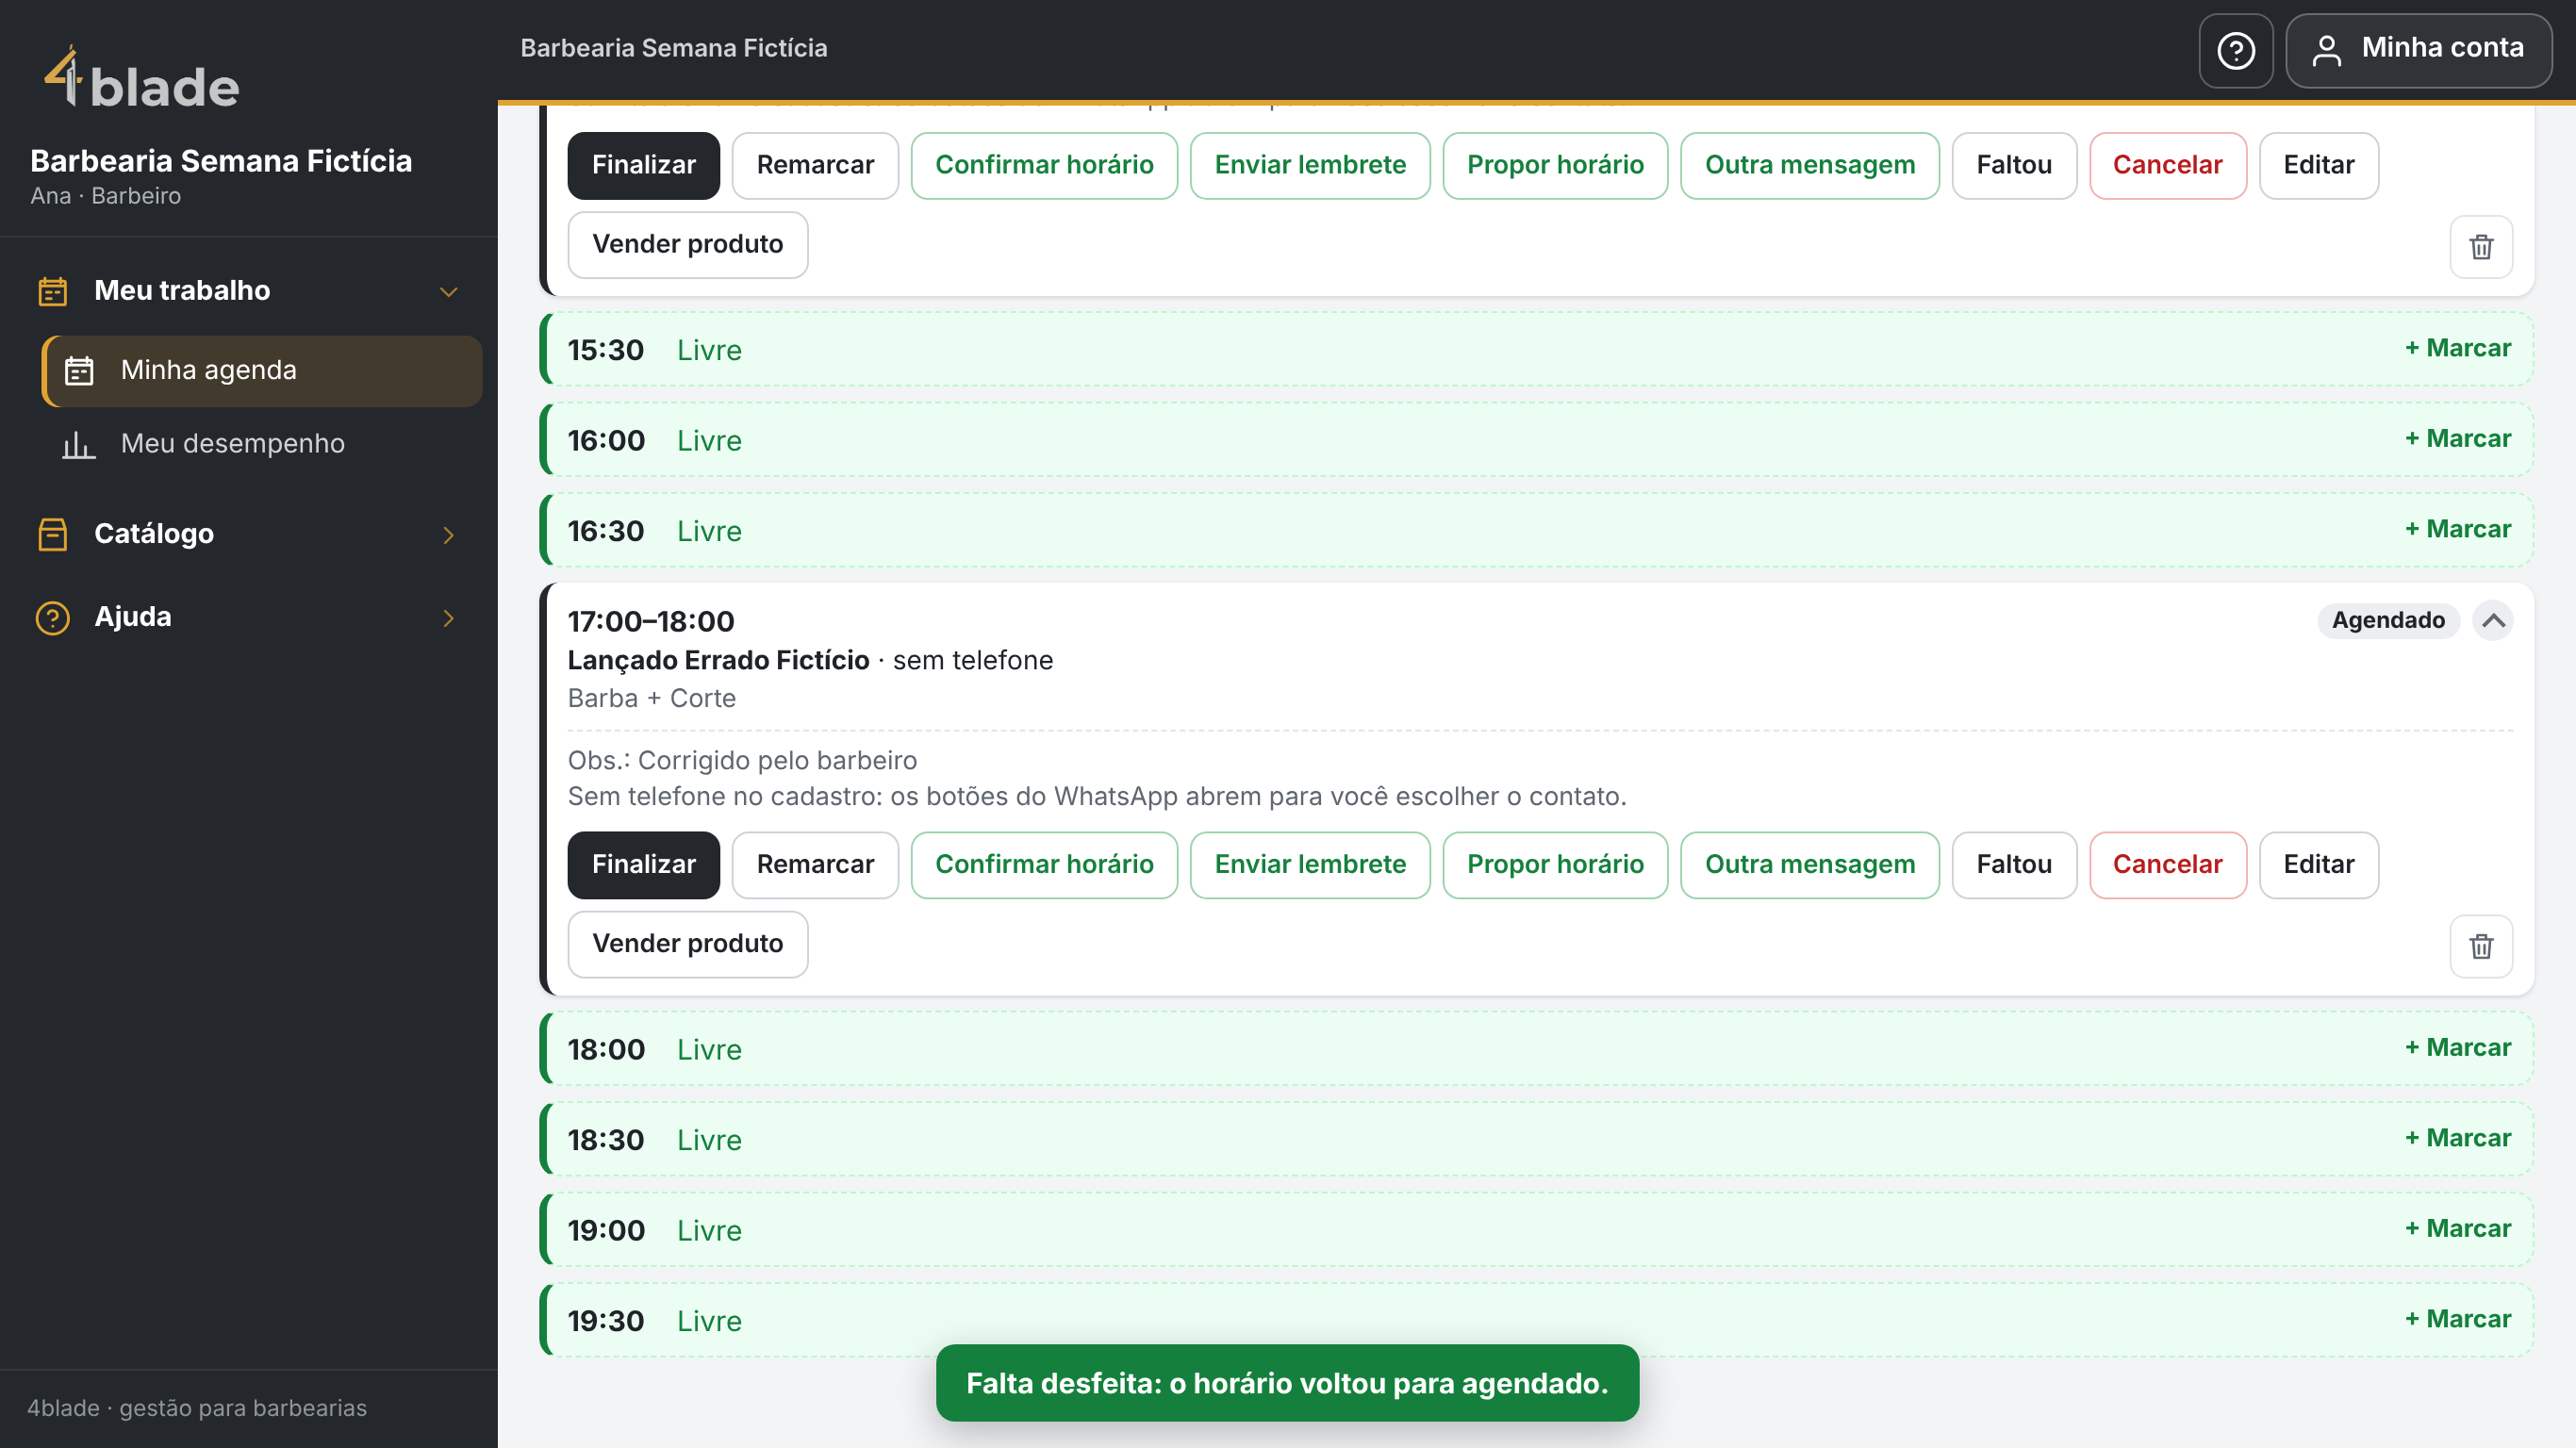 4blade
Barbearia Semana Fictícia
Ana · Barbeiro
Meu trabalho
Minha agenda
Meu desempenho
Catálogo
Ajuda
4blade · gestão para barbearias
Barbearia Semana Fictícia
Minha conta
Finalizar Remarcar Confirmar horário Enviar lembrete Propor horário Outra mensagem Faltou Cancelar Editar
Vender produto
15:30 Livre + Marcar
16:00 Livre + Marcar
16:30 Livre + Marcar
17:00–18:00 Agendado
Lançado Errado Fictício · sem telefone
Barba + Corte
Obs.: Corrigido pelo barbeiro
Sem telefone no cadastro: os botões do WhatsApp abrem para você escolher o contato.
Finalizar Remarcar Confirmar horário Enviar lembrete Propor horário Outra mensagem Faltou Cancelar Editar
Vender produto
18:00 Livre + Marcar
18:30 Livre + Marcar
19:00 Livre + Marcar
19:30 Livre + Marcar
Falta desfeita: o horário voltou para agendado.